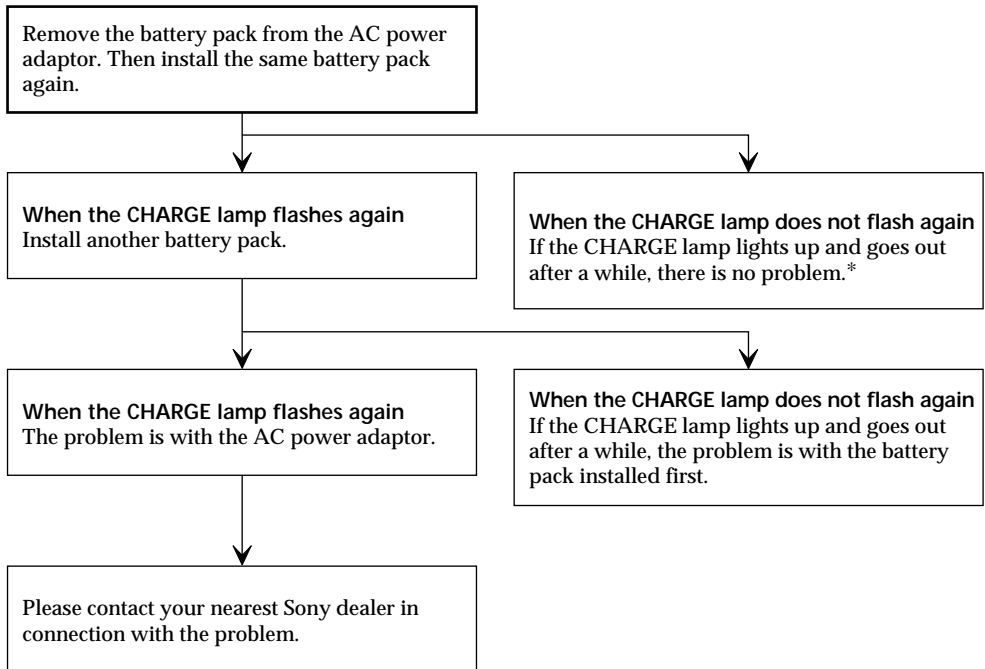 Remove the battery pack from the AC power
adaptor. Then install the same battery pack
again.
When the CHARGE lamp flashes again
Install another battery pack.
When the CHARGE lamp does not flash again
If the CHARGE lamp lights up and goes out
after a while, there is no problem.*
When the CHARGE lamp flashes again
The problem is with the AC power adaptor.
When the CHARGE lamp does not flash again
If the CHARGE lamp lights up and goes out
after a while, the problem is with the battery
pack installed first.
Please contact your nearest Sony dealer in
connection with the problem.